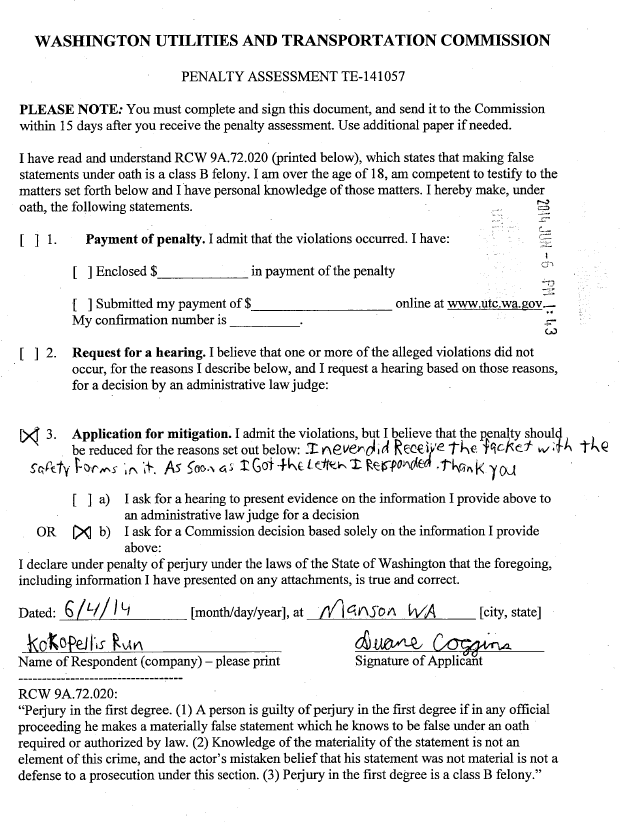 WASHINGTON UTILITIES AND TRANSPORTATION COMMISSION
PENALTY ASSESSMENT TE-141057
PLEASE NOTE: You must complete and sign this document, and send it to the Commission
within 15 days after you receive the penalty assessment. Use additional paper if needed.
I have read and understand RCW 9A.72.020 (printed below), which states that making false
statements under oath is a class B felony. I am over the age of 18, am competent to testify to the
matters set forth below and I have personal knowledge of those matters. I hereby make, under
oath, the following statements.
2014 JUN -6 PM
[ ] 1. Payment of penalty. I admit that the violations occurred. I have:
[ ] Enclosed $____________ in payment of the penalty
[ ] Submitted my payment of $__________________ online at www.utc.wa.gov.
My confirmation number is _________.
[ ] 2. Request for a hearing. I believe that one or more of the alleged violations did not
occur, for the reasons I describe below, and I request a hearing based on those reasons,
for a decision by an administrative law judge:
[X] 3. Application for mitigation. I admit the violations, but I believe that the penalty should
be reduced for the reasons set out below: I never did Receive the Packet with the
safety Forms in it. As Soon as I Got the Letter I Responded. Thank you
[ ] a) I ask for a hearing to present evidence on the information I provide above to
an administrative law judge for a decision
OR [X] b) I ask for a Commission decision based solely on the information I provide
above:
I declare under penalty of perjury under the laws of the State of Washington that the foregoing,
including information I have presented on any attachments, is true and correct.
Dated: 6/4/14 [month/day/year], at Manson WA [city, state]
Kokopellis Run Duane Coggins
Name of Respondent (company) – please print Signature of Applicant
-----------------------------------
RCW 9A.72.020:
“Perjury in the first degree. (1) A person is guilty of perjury in the first degree if in any official
proceeding he makes a materially false statement which he knows to be false under an oath
required or authorized by law. (2) Knowledge of the materiality of the statement is not an
element of this crime, and the actor’s mistaken belief that his statement was not material is not a
defense to a prosecution under this section. (3) Perjury in the first degree is a class B felony.”